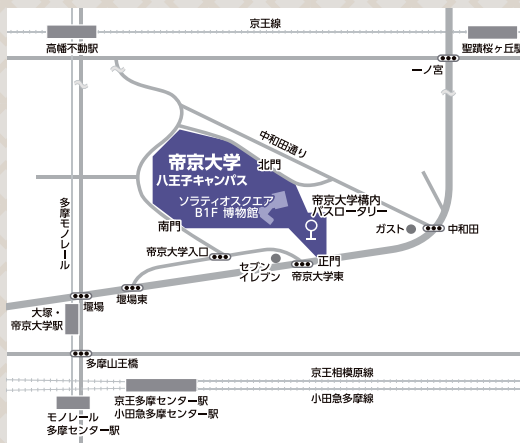 京王線
高幡不動駅
聖蹟桜ヶ丘駅
一ノ宮
中和田通り
帝京大学
八王子キャンパス
北門
ソラティオスクエア
B1F 博物館
帝京大学構内
バスロータリー
多摩モノレール
南門
ガスト
中和田
帝京大学入口
正門
セブン
イレブン
帝京大学東
堰場東
堰場
大塚・
帝京大学駅
多摩山王橋
京王相模原線
京王多摩センター駅
小田急多摩センター駅
小田急多摩線
モノレール
多摩センター駅